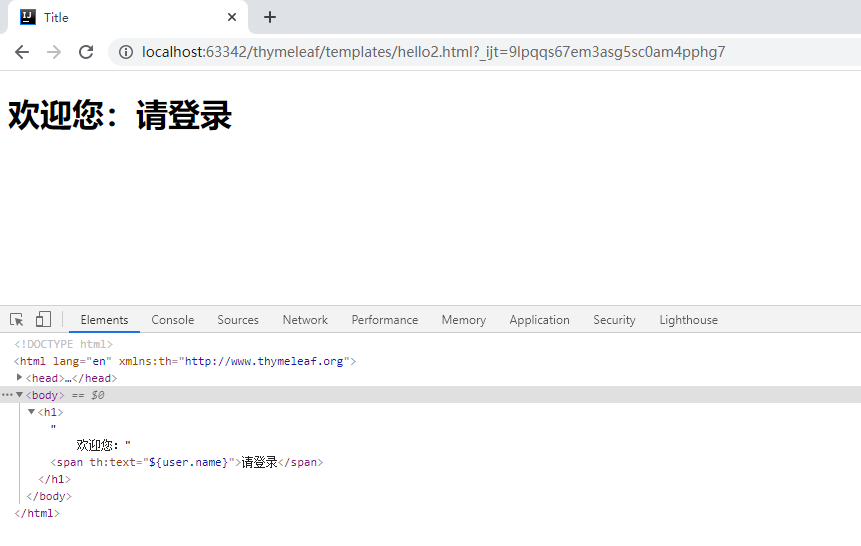 Title
localhost:63342/thymeleaf/templates/hello2.html?_ijt=9lpqqs67em3asg5sc0am4pphg7
欢迎您：请登录
Elements Console Sources Network Performance Memory Application Security Lighthouse
<!DOCTYPE html>
<html lang="en" xmlns:th="http://www.thymeleaf.org">
<head>…</head>
<body> == $0
<h1>
"
欢迎您："
<span th:text="${user.name}">请登录</span>
</h1>
</body>
</html>